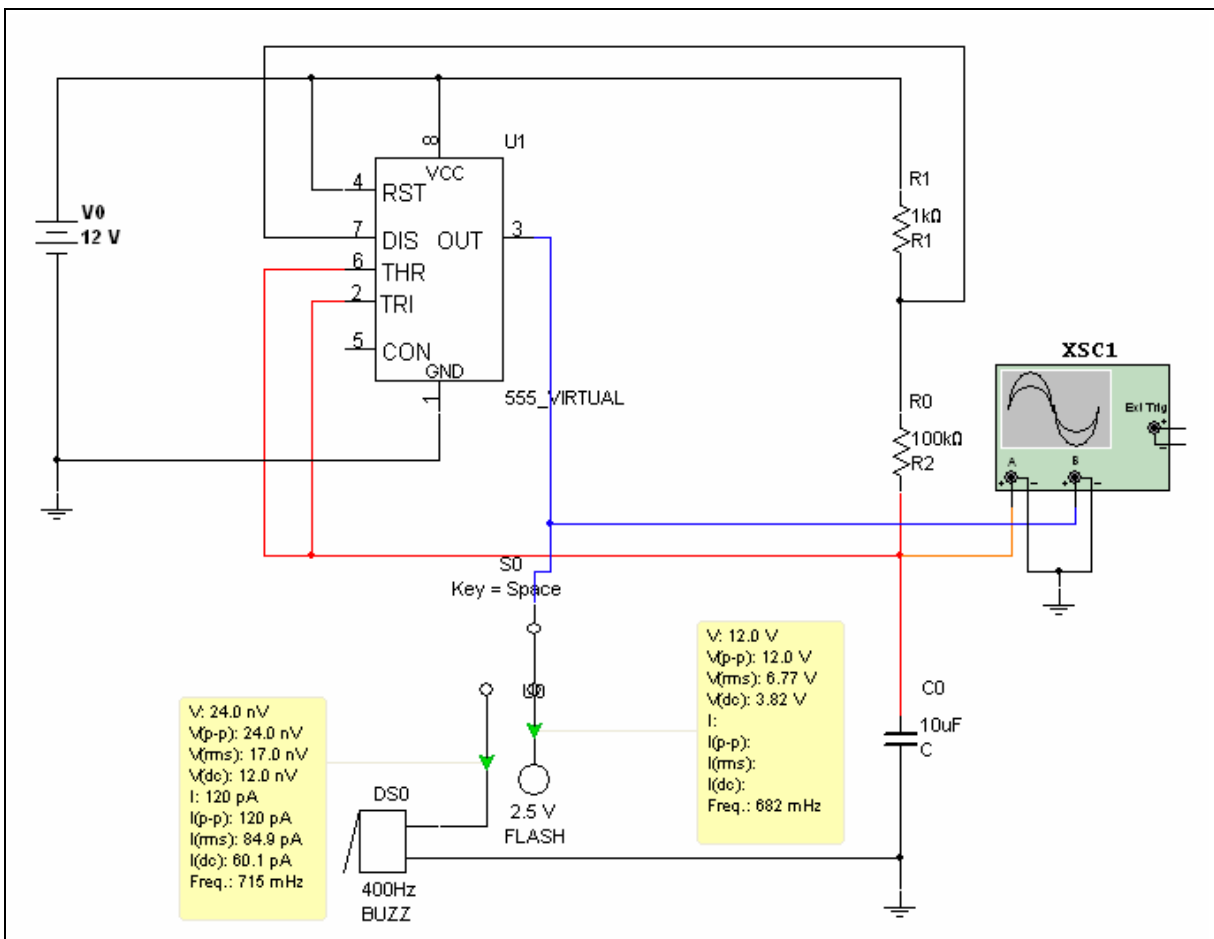 U1
8
VCC
4
RST
7
DIS
OUT
3
6
THR
2
TRI
5
CON
GND
1
555_VIRTUAL
V0
12 V
R1
1kΩ
R1
R0
100kΩ
R2
XSC1
Ext Trig
+
-
A
B
+
-
+
-
S0
Key = Space
V: 12.0 V
V(p-p): 12.0 V
V(rms): 6.77 V
V(dc): 3.82 V
I:
I(p-p):
I(rms):
I(dc):
Freq.: 682 mHz
C0
10uF
C
V: 24.0 nV
V(p-p): 24.0 nV
V(rms): 17.0 nV
V(dc): 12.0 nV
I: 120 pA
I(p-p): 120 pA
I(rms): 84.9 pA
I(dc): 60.1 pA
Freq.: 715 mHz
DS0
2.5 V
FLASH
400Hz
BUZZ